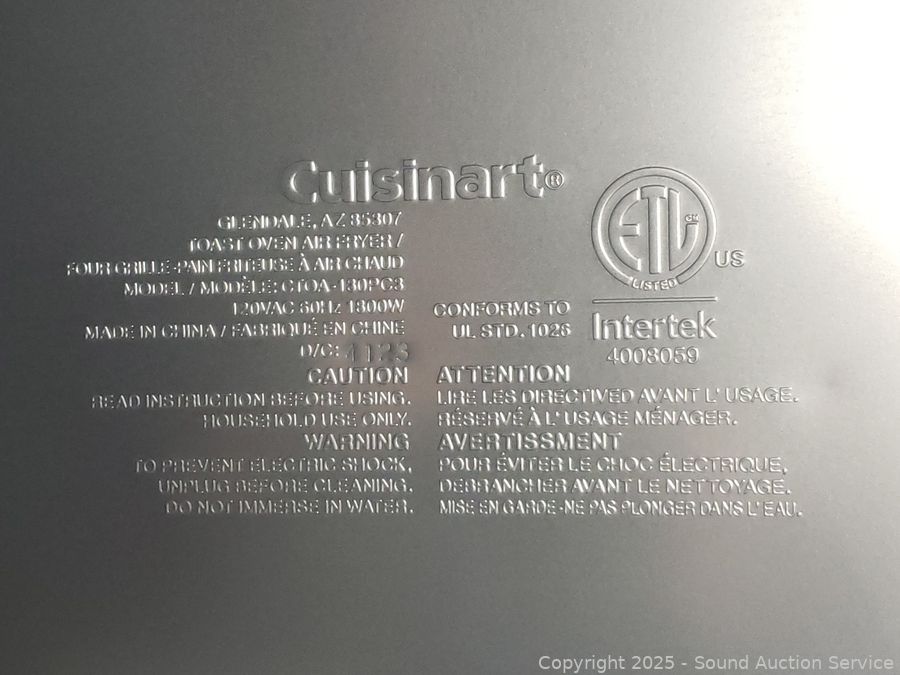 Cuisinart®
GLENDALE, AZ 85307
TOAST OVEN AIR FRYER /
FOUR GRILLE-PAIN FRITEUSE À AIR CHAUD
MODEL / MODÈLE: CTOA-130PC3
120VAC 60Hz 1800W
MADE IN CHINA / FABRIQUÉ EN CHINE
D/C: 4123
CAUTION
READ INSTRUCTION BEFORE USING.
HOUSEHOLD USE ONLY.
WARNING
TO PREVENT ELECTRIC SHOCK,
UNPLUG BEFORE CLEANING.
DO NOT IMMERSE IN WATER.
CONFORMS TO
UL STD. 1026
ATTENTION
LIRE LES DIRECTIVED AVANT L'USAGE.
RÉSERVÉ À L'USAGE MÉNAGER.
AVERTISSMENT
POUR ÉVITER LE CHOC ÉLECTRIQUE,
DEBRANCHER AVANT LE NETTOYAGE.
MISE EN GARDE-NE PAS PLONGER DANS L'EAU.
ETL CM
LISTED
US
Intertek
4008059
Copyright 2025 - Sound Auction Service